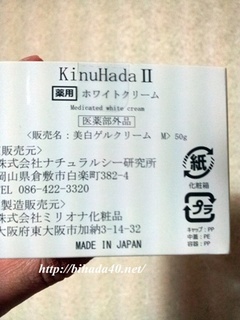 KinuHada II
薬用 ホワイトクリーム
Medicated white cream
医薬部外品
<販売名：美白ゲルクリーム M> 50g
販売元>
株式会社ナチュラルシー研究所
岡山県倉敷市白楽町382-4
TEL 086-422-3320
製造販売元>
株式会社ミリオナ化粧品
大阪府東大阪市加納3-14-32
MADE IN JAPAN
紙
化粧箱
プラ
キャップ：PP
中蓋：PE
容器：PP
http://bihada40.net/